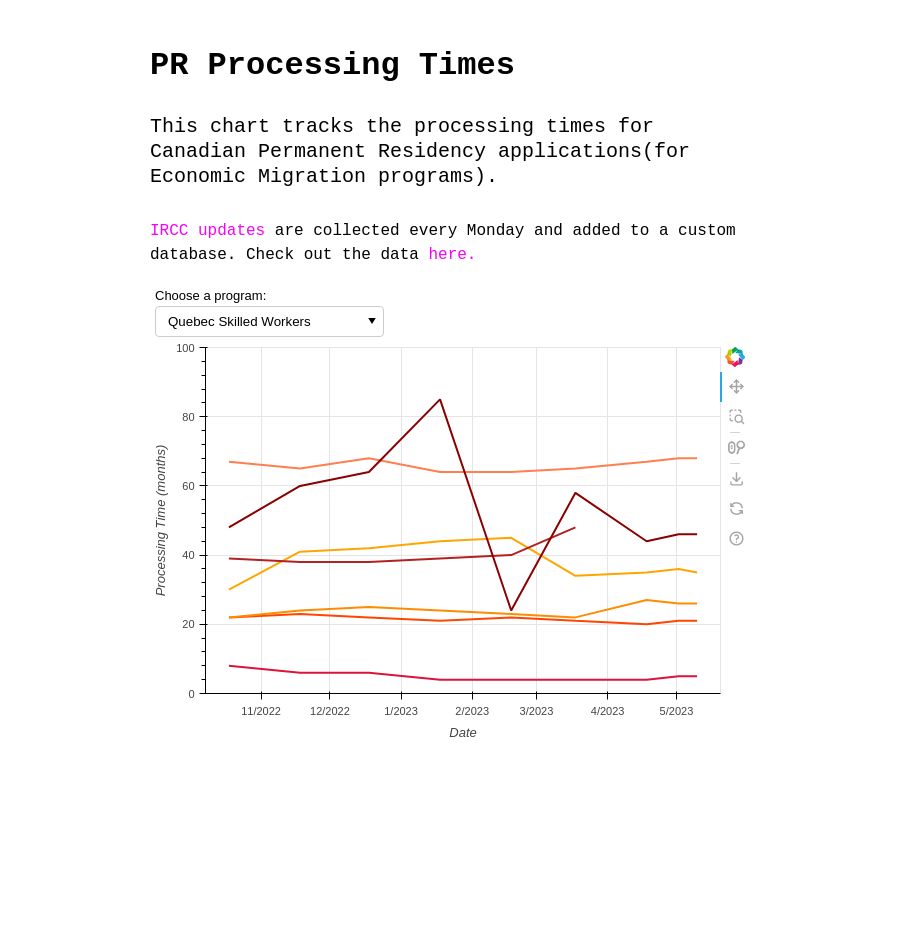 PR Processing Times
This chart tracks the processing times for
Canadian Permanent Residency applications(for
Economic Migration programs).
IRCC updates are collected every Monday and added to a custom
database. Check out the data here.
Choose a program:
Quebec Skilled Workers
100
80
60
40
20
0
Processing Time (months)
11/2022 12/2022 1/2023 2/2023 3/2023 4/2023 5/2023
Date